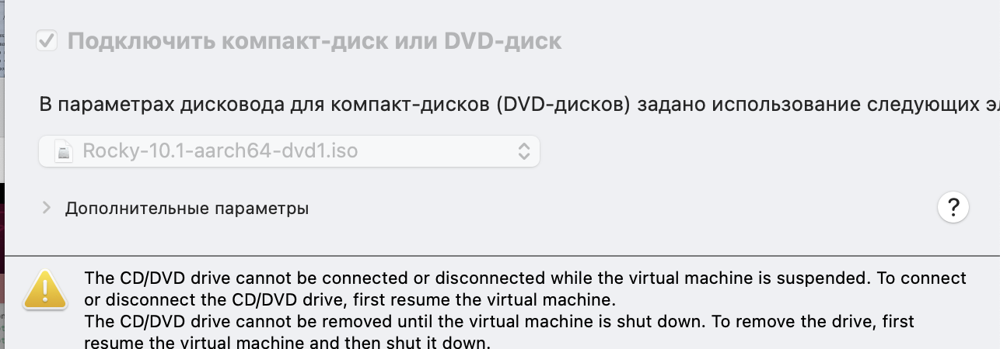 Подключить компакт-диск или DVD-диск
В параметрах дисковода для компакт-дисков (DVD-дисков) задано использование следующих
Rocky-10.1-aarch64-dvd1.iso
Дополнительные параметры
?
The CD/DVD drive cannot be connected or disconnected while the virtual machine is suspended. To connect
or disconnect the CD/DVD drive, first resume the virtual machine.
The CD/DVD drive cannot be removed until the virtual machine is shut down. To remove the drive, first
resume the virtual machine and then shut it down.